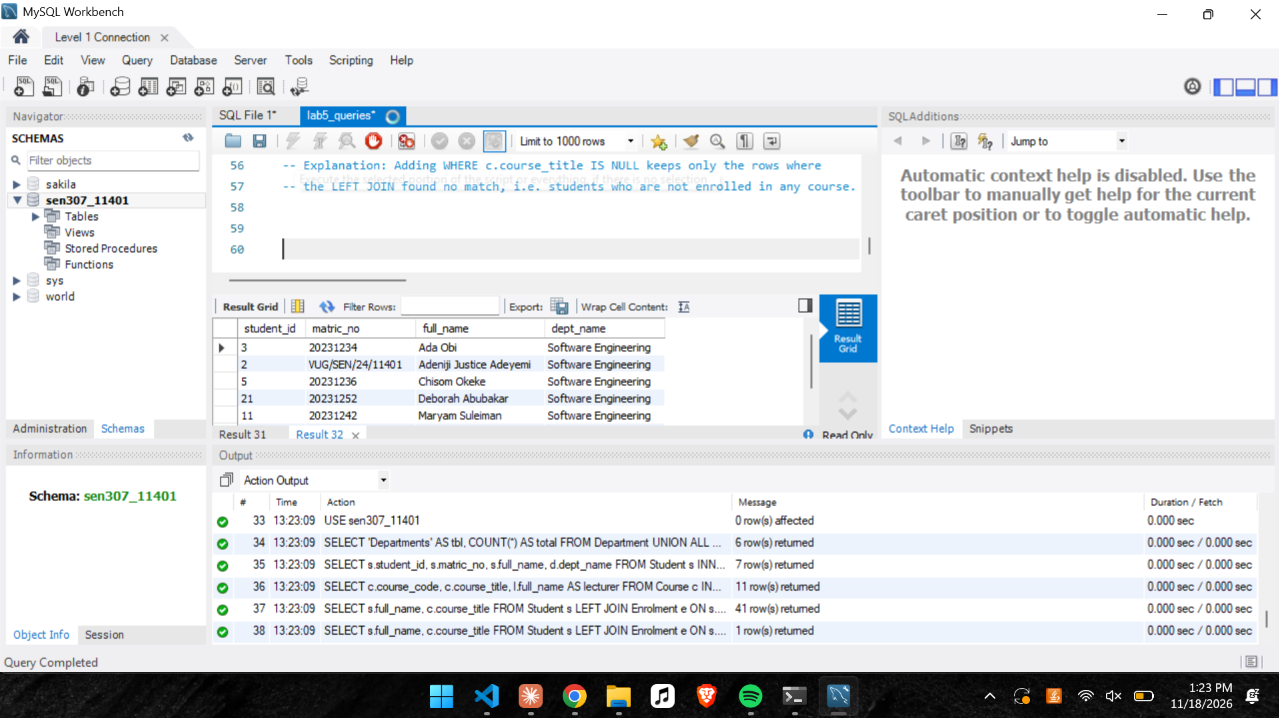 MySQL Workbench
Level 1 Connection
File Edit View Query Database Server Tools Scripting Help
Navigator
SCHEMAS
Filter objects
sakila
sen307_11401
Tables
Views
Stored Procedures
Functions
sys
world
Administration Schemas
Information
Schema: sen307_11401
Object Info Session
Query Completed
SQL File 1* lab5_queries*
Limit to 1000 rows
56 -- Explanation: Adding WHERE c.course_title IS NULL keeps only the rows where
Execute the selected portion of the script or everything, if there is no selection
57 -- the LEFT JOIN found no match, i.e. students who are not enrolled in any course.
58
59
60
Result Grid Filter Rows: Export: Wrap Cell Content:
student_id matric_no full_name dept_name
3 20231234 Ada Obi Software Engineering
2 VUG/SEN/24/11401 Adeniji Justice Adeyemi Software Engineering
5 20231236 Chisom Okeke Software Engineering
21 20231252 Deborah Abubakar Software Engineering
11 20231242 Maryam Suleiman Software Engineering
Result Grid
Result 31 Result 32 Read Only
SQLAdditions
Jump to
Automatic context help is disabled. Use the
toolbar to manually get help for the current
caret position or to toggle automatic help.
Context Help Snippets
Output
Action Output
# Time Action Message Duration / Fetch
33 13:23:09 USE sen307_11401 0 row(s) affected 0.000 sec
34 13:23:09 SELECT 'Departments' AS tbl, COUNT(*) AS total FROM Department UNION ALL ... 6 row(s) returned 0.000 sec / 0.000 sec
35 13:23:09 SELECT s.student_id, s.matric_no, s.full_name, d.dept_name FROM Student s INN... 7 row(s) returned 0.000 sec / 0.000 sec
36 13:23:09 SELECT c.course_code, c.course_title, l.full_name AS lecturer FROM Course c IN... 11 row(s) returned 0.000 sec / 0.000 sec
37 13:23:09 SELECT s.full_name, c.course_title FROM Student s LEFT JOIN Enrolment e ON s.... 41 row(s) returned 0.000 sec / 0.000 sec
38 13:23:09 SELECT s.full_name, c.course_title FROM Student s LEFT JOIN Enrolment e ON s.... 1 row(s) returned 0.000 sec / 0.000 sec
1:23 PM
11/18/2026